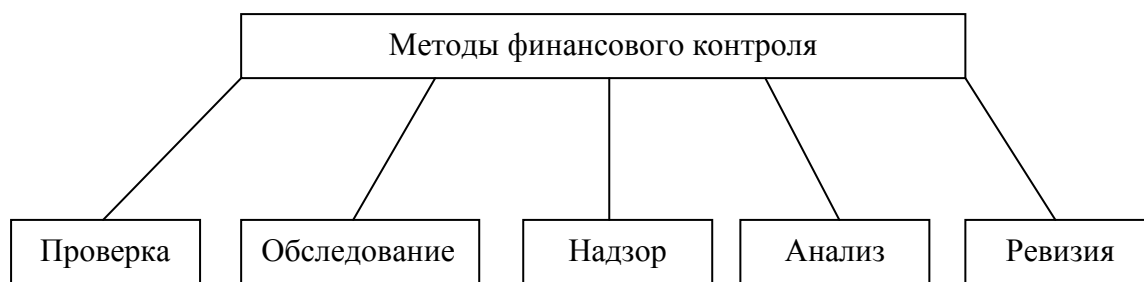 Методы финансового контроля
Проверка
Обследование
Надзор
Анализ
Ревизия